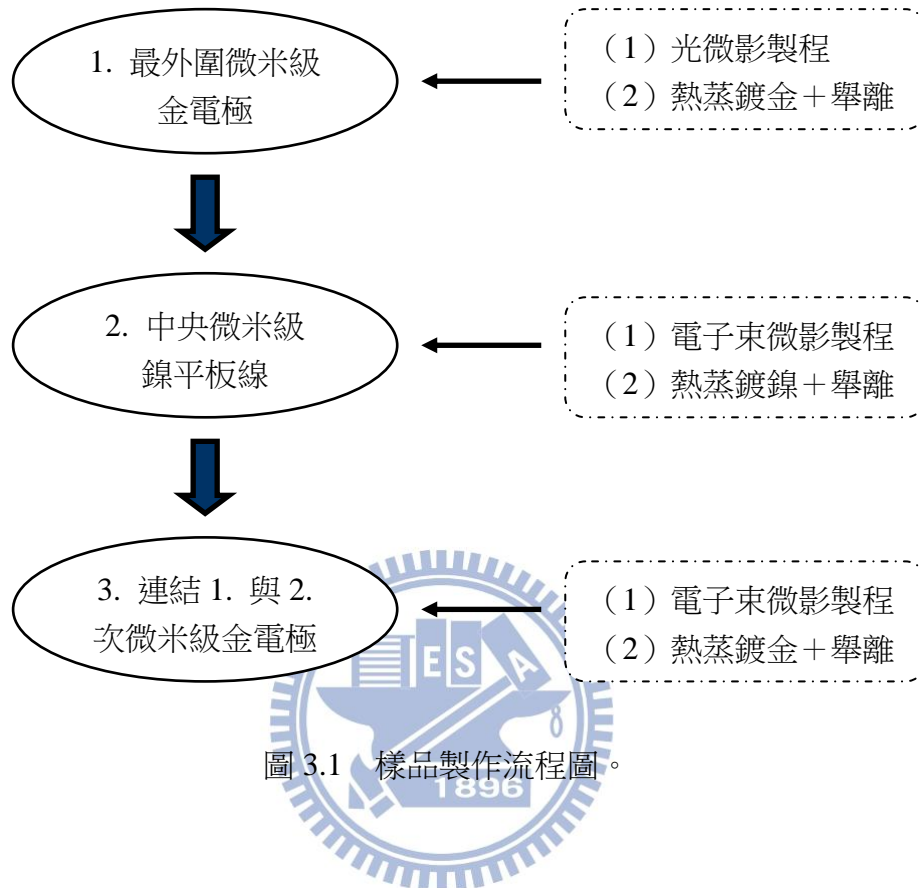 1. 最外圍微米級
金電極
（1）光微影製程
（2）熱蒸鍍金＋舉離
2. 中央微米級
鎳平板線
（1）電子束微影製程
（2）熱蒸鍍鎳＋舉離
3. 連結 1. 與 2.
次微米級金電極
（1）電子束微影製程
（2）熱蒸鍍金＋舉離
E S A
8
圖 3.1　樣品製作流程圖。
1896